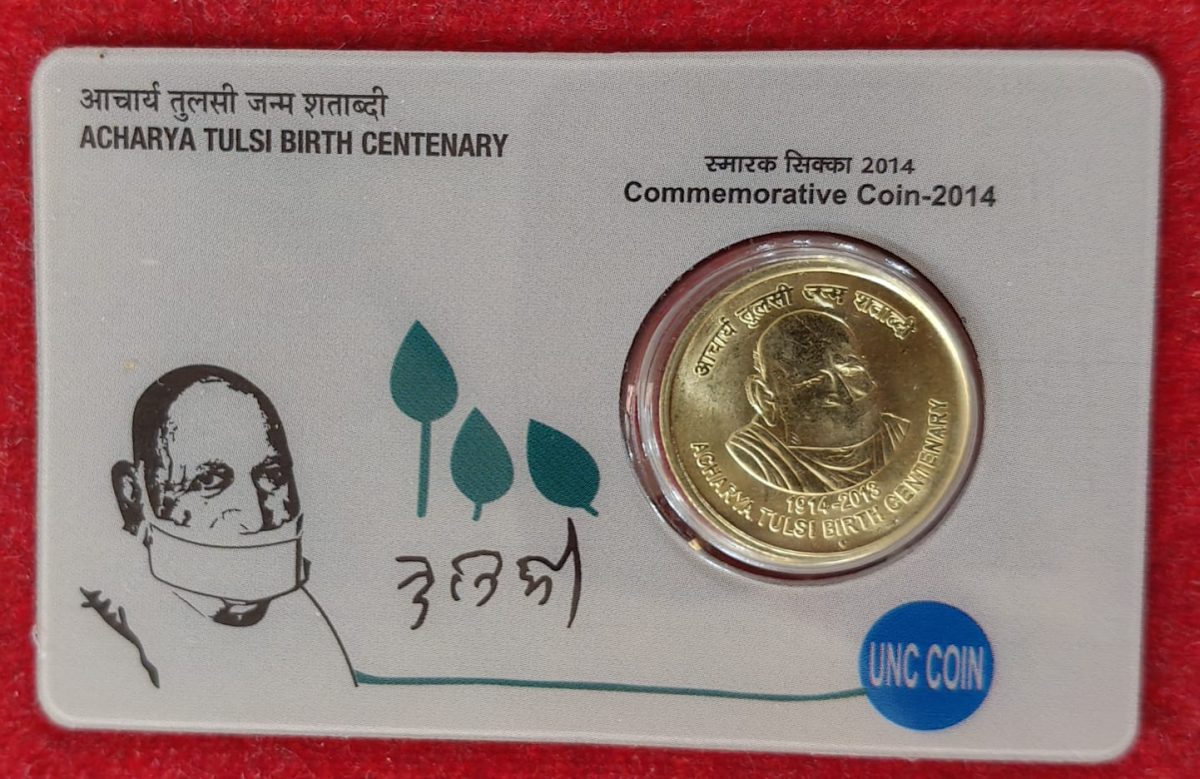 आचार्य तुलसी जन्म शताब्दी
ACHARYA TULSI BIRTH CENTENARY
स्मारक सिक्का 2014
Commemorative Coin-2014
आचार्य तुलसी जन्म शताब्दी
1914-2013
ACHARYA TULSI BIRTH CENTENARY
तुलसी
UNC COIN